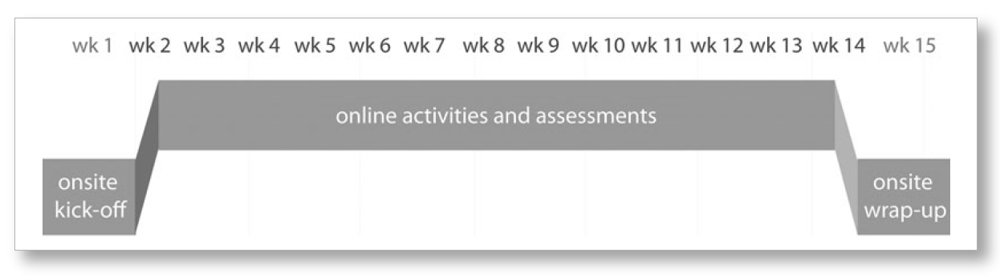 wk 1 wk 2 wk 3 wk 4 wk 5 wk 6 wk 7 wk 8 wk 9 wk 10 wk 11 wk 12 wk 13 wk 14 wk 15
online activities and assessments
onsite
kick-off
onsite
wrap-up